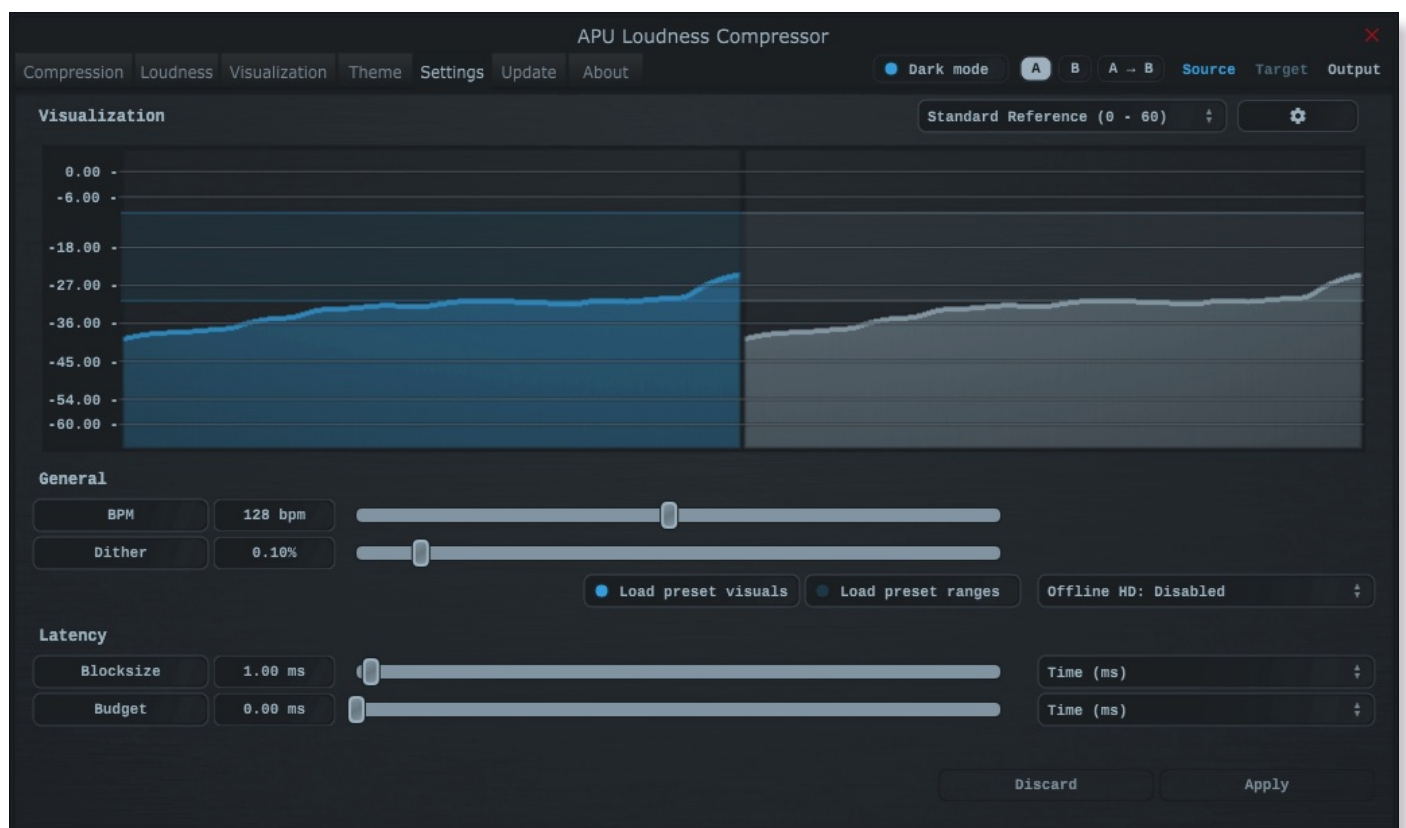 APU Loudness Compressor
Compression Loudness Visualization Theme Settings Update About Dark mode A B A → B Source Target Output
Visualization Standard Reference (0 - 60)
0.00 -
-6.00 -
-18.00 -
-27.00 -
-36.00 -
-45.00 -
-54.00 -
-60.00 -
General
BPM 128 bpm
Dither 0.10%
Load preset visuals Load preset ranges Offline HD: Disabled
Latency
Blocksize 1.00 ms Time (ms)
Budget 0.00 ms Time (ms)
Discard Apply